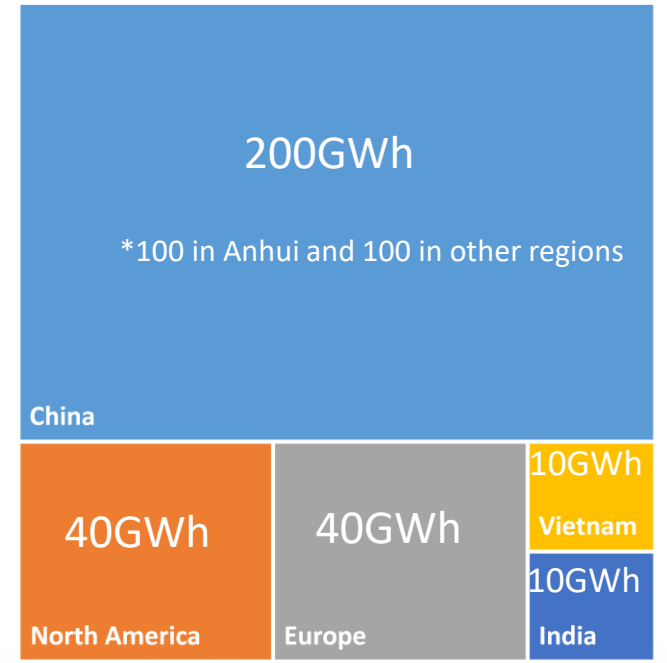 200GWh
*100 in Anhui and 100 in other regions
China
40GWh
North America
40GWh
Europe
10GWh
Vietnam
10GWh
India